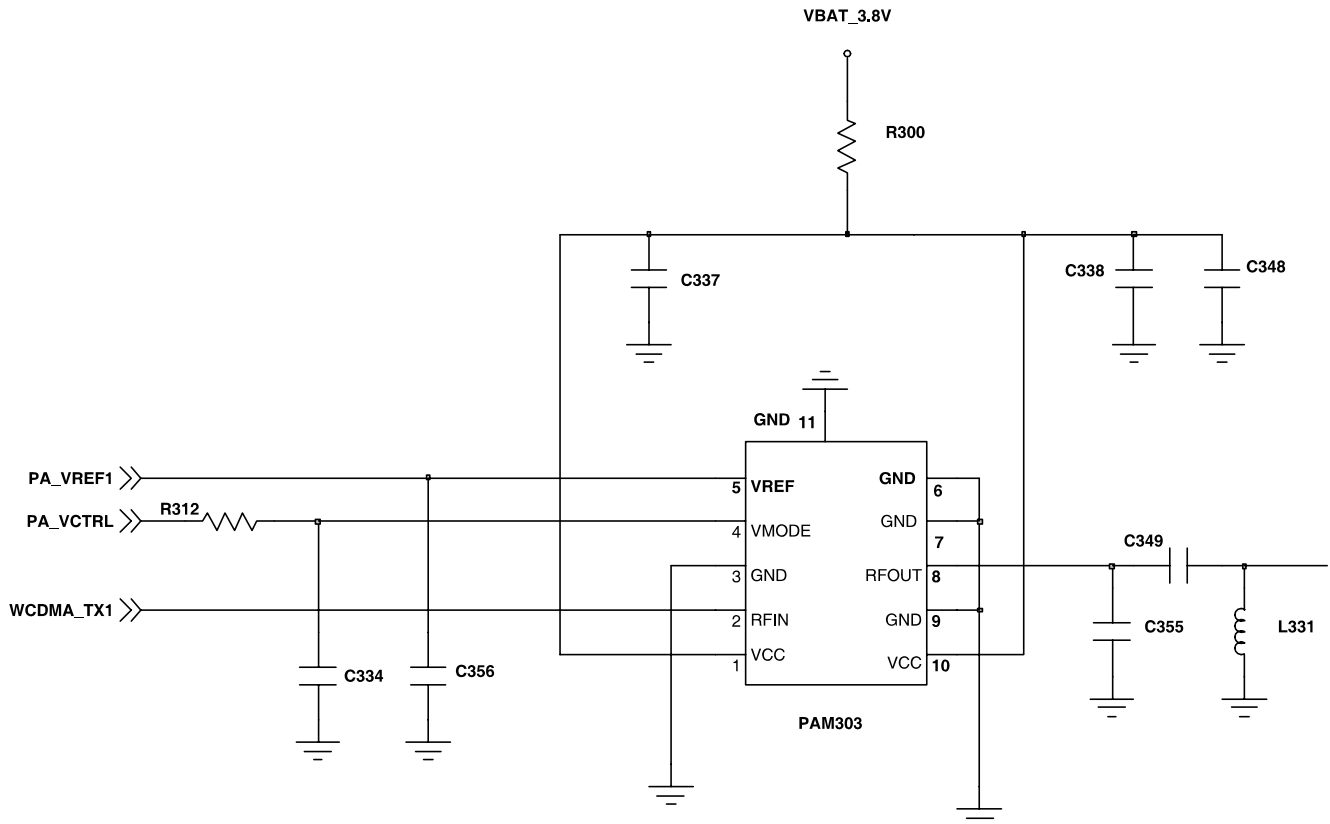 VBAT_3.8V
R300
C337
C338
C348
GND 11
PA_VREF1
5 VREF
GND 6
PA_VCTRL
R312
4 VMODE
GND 7
3 GND
RFOUT 8
C349
WCDMA_TX1
2 RFIN
GND 9
C355
L331
1 VCC
VCC 10
C334
C356
PAM303